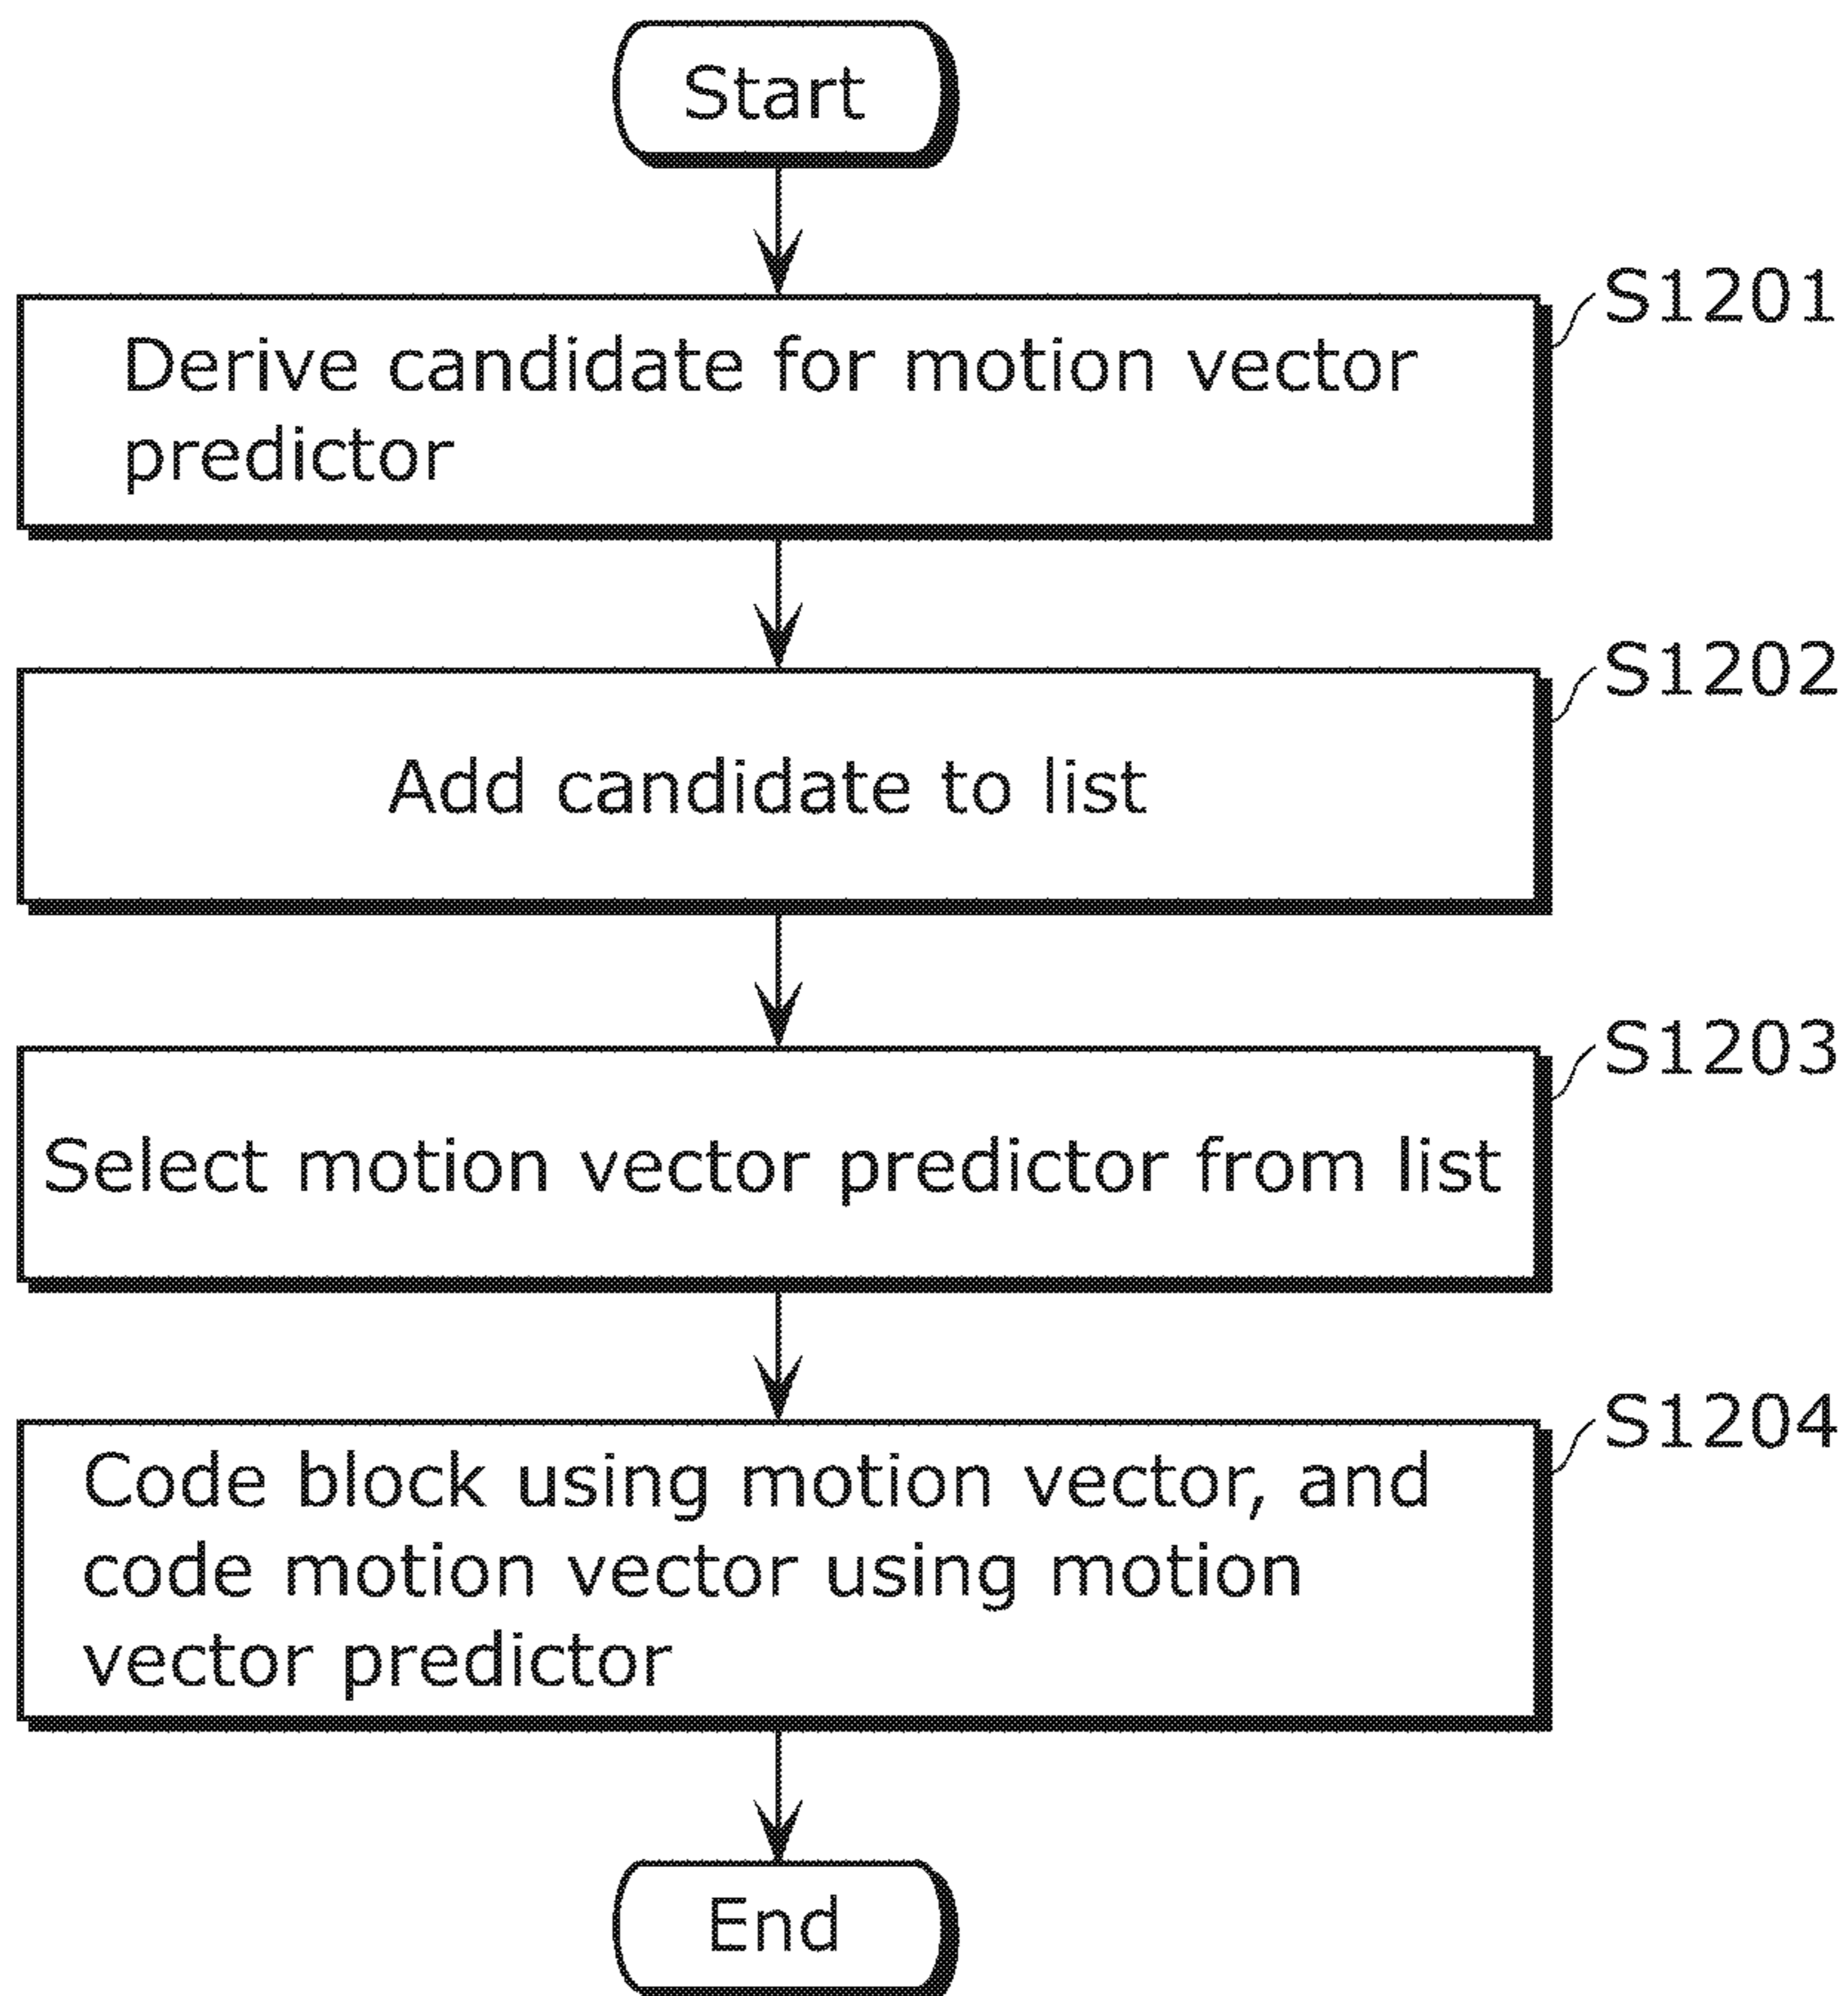 Start
S1201
Derive candidate for motion vector
predictor
S1202
Add candidate to list
S1203
Select motion vector predictor from list
S1204
Code block using motion vector, and
code motion vector using motion
vector predictor
End